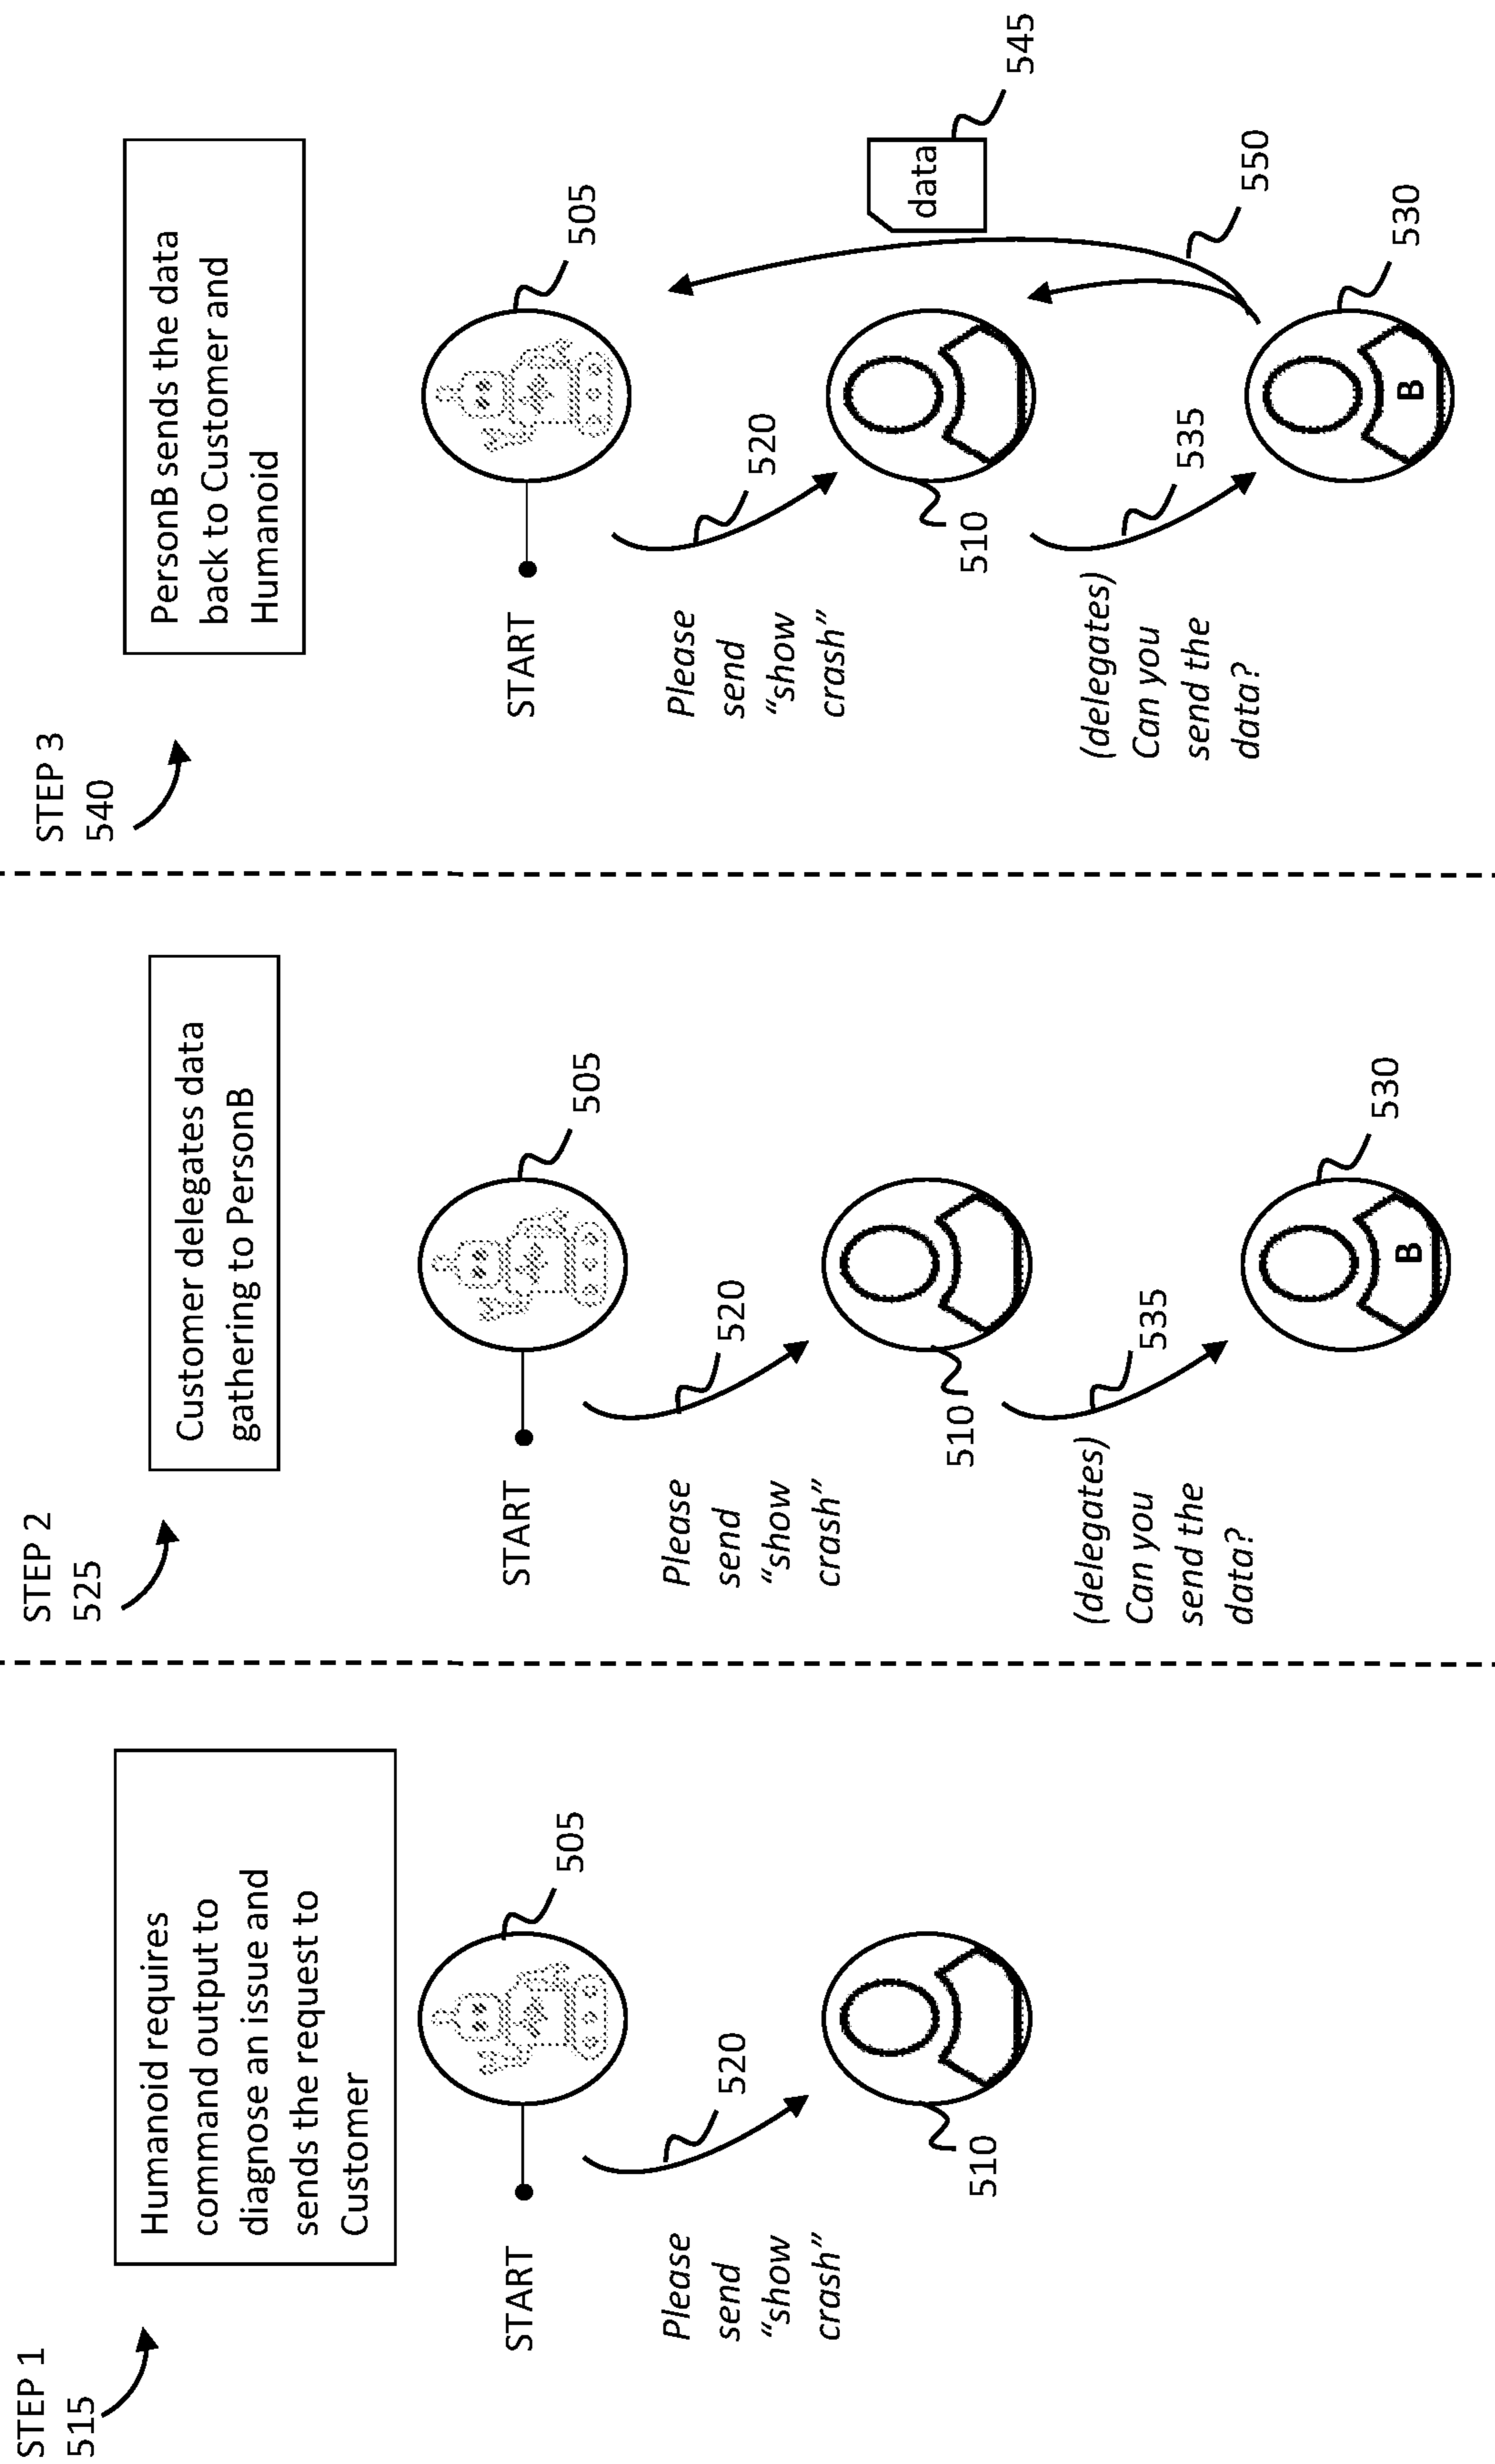 STEP 1
515
Humanoid requires
command output to
diagnose an issue and
sends the request to
Customer
START
505
Please
send
“show
crash”
520
510
STEP 2
525
Customer delegates data
gathering to PersonB
START
505
Please
send
“show
crash”
520
510
(delegates)
Can you
send the
data?
535
B
530
STEP 3
540
PersonB sends the data
back to Customer and
Humanoid
START
505
Please
send
“show
crash”
520
510
data
545
(delegates)
Can you
send the
data?
535
550
B
530